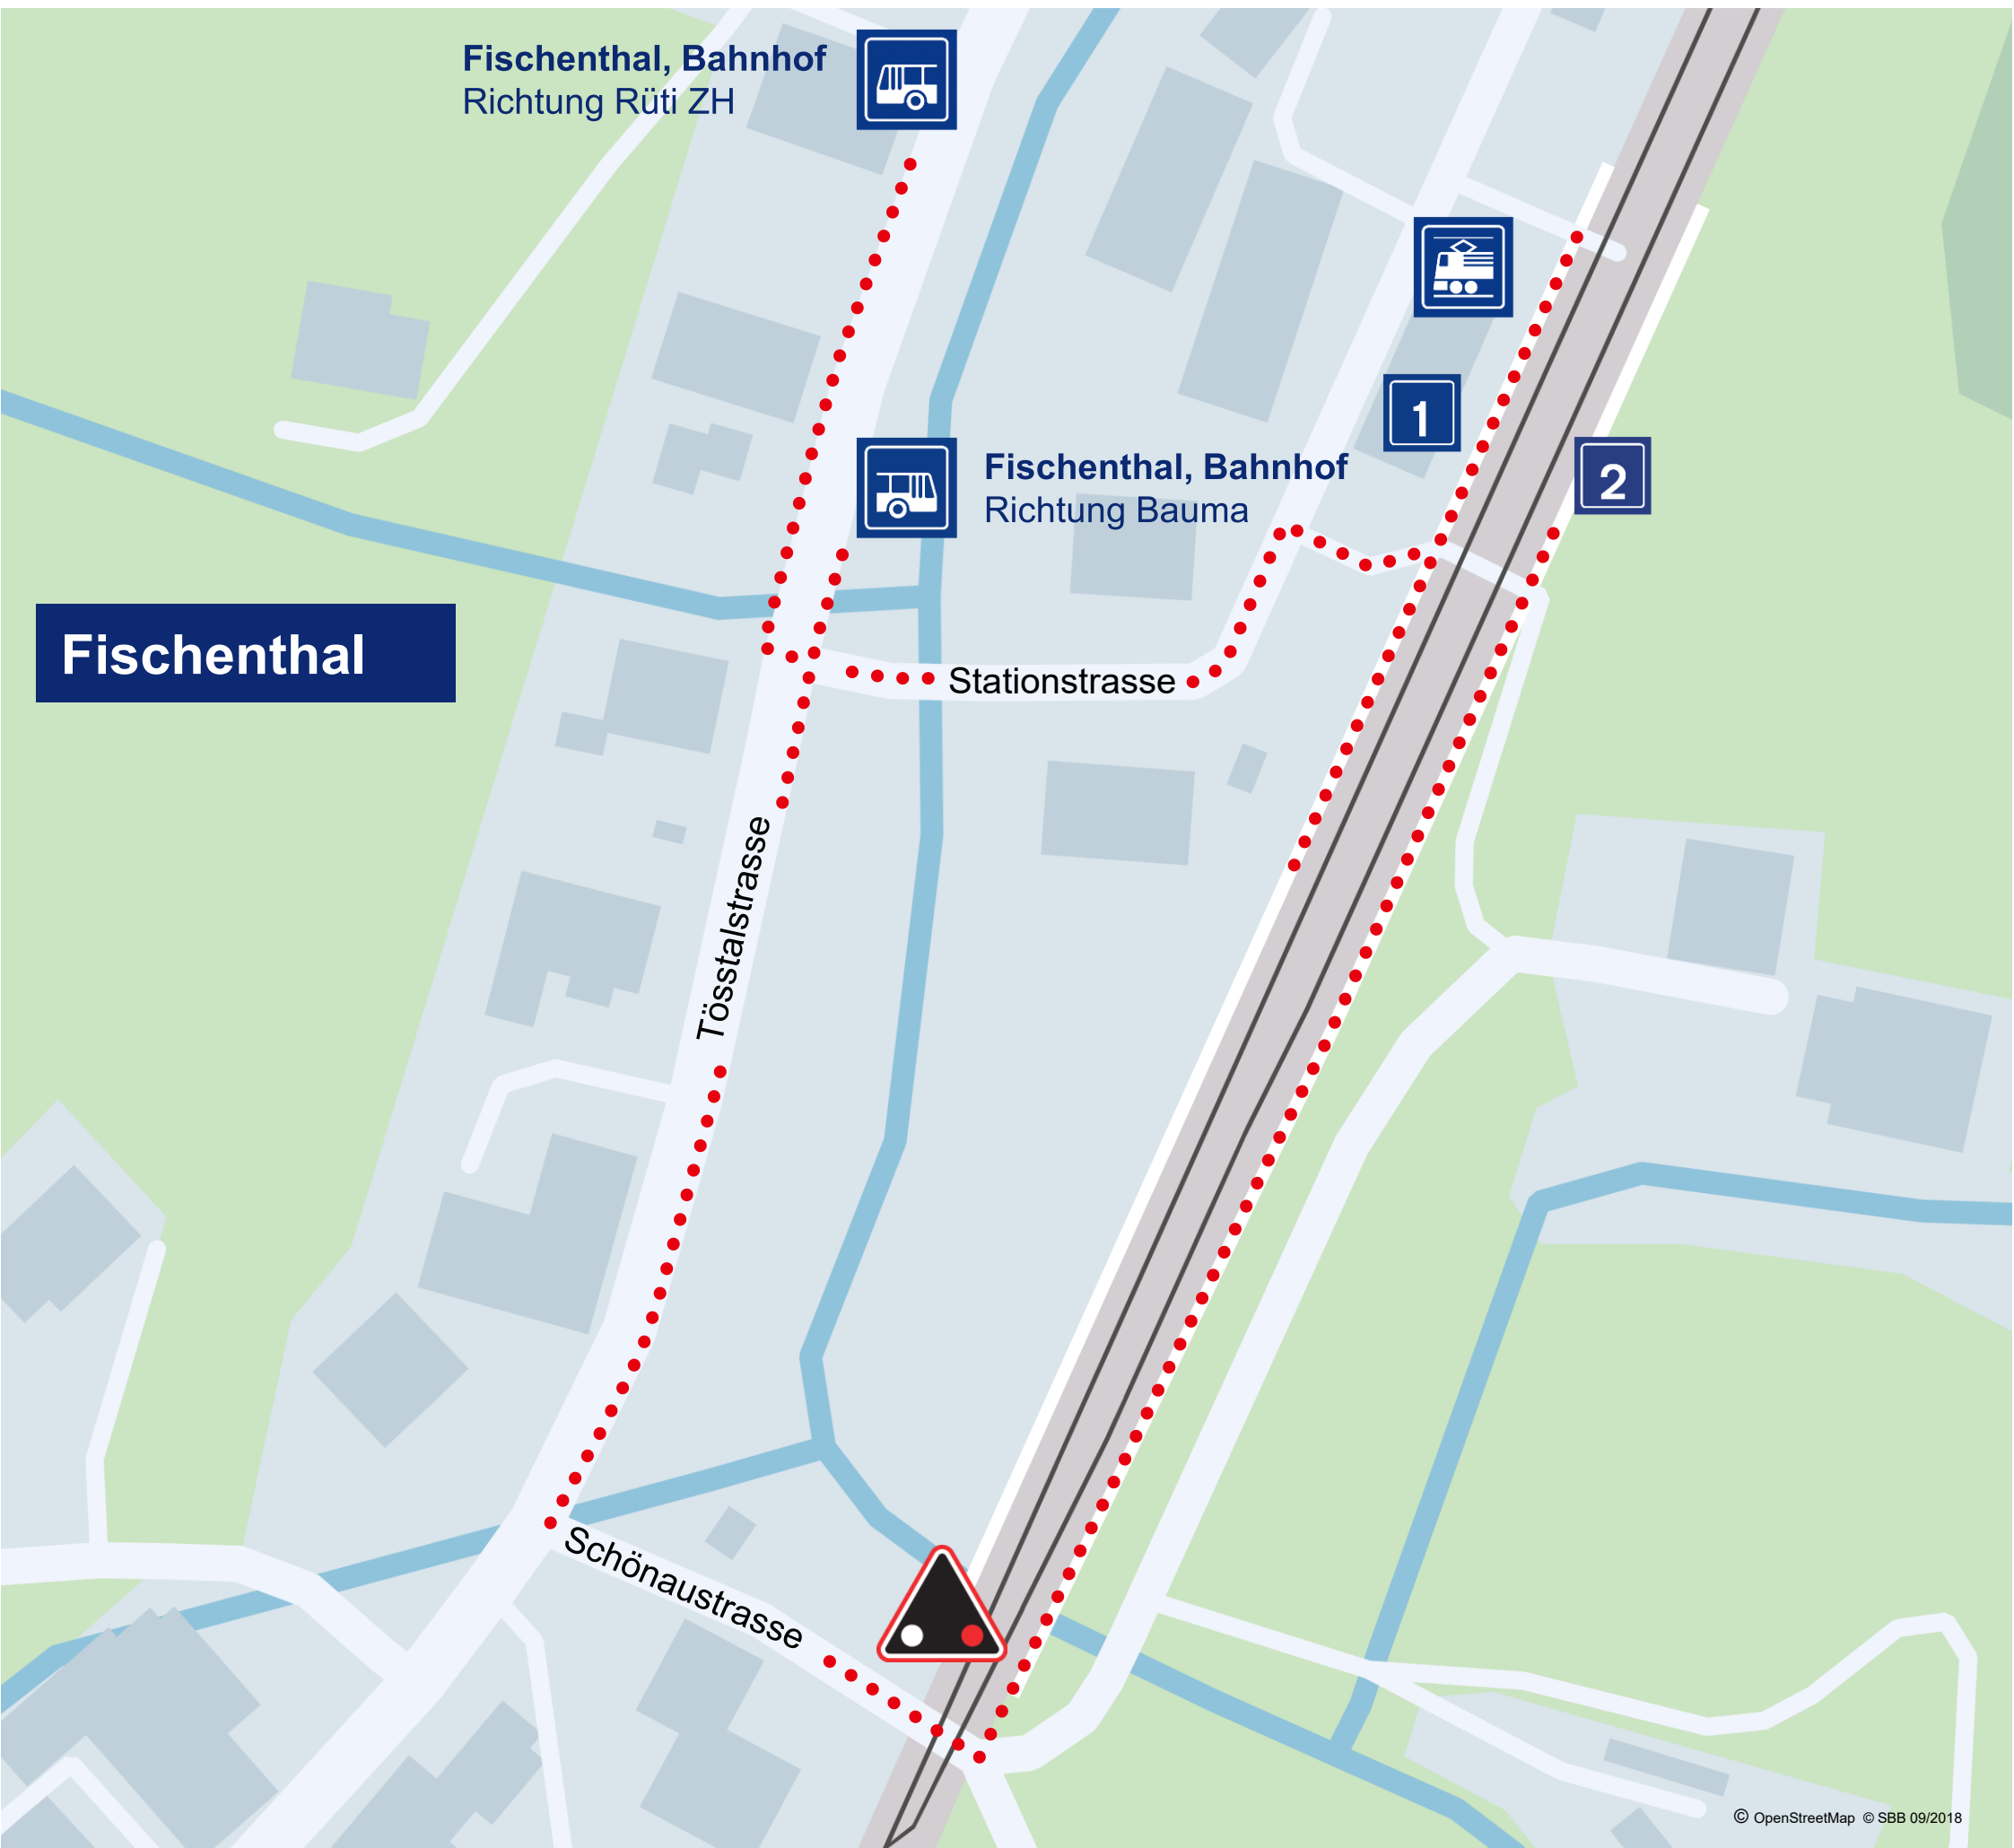 Fischenthal, Bahnhof
Richtung Rüti ZH
1
Fischenthal, Bahnhof
Richtung Bauma
2
Fischenthal
Stationstrasse
Tösstalstrasse
Schönaustrasse
© OpenStreetMap © SBB 09/2018